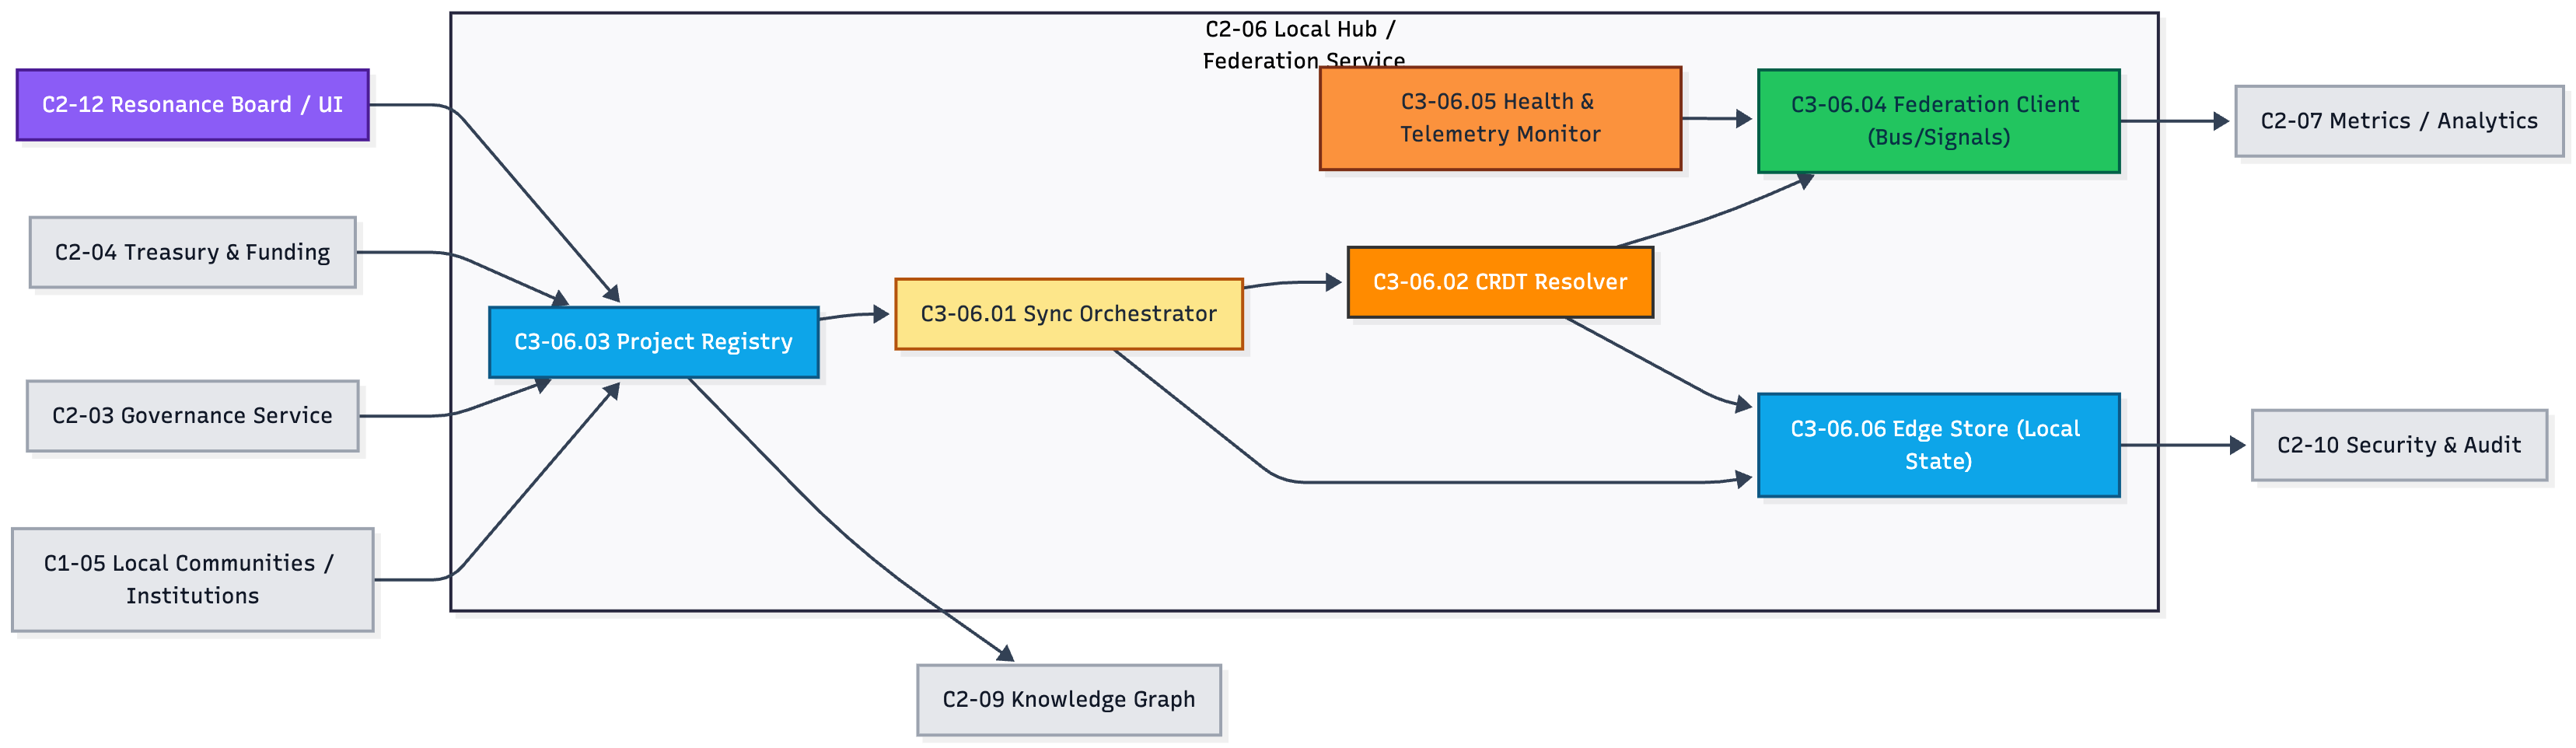 C2-06 Local Hub /
Federation Service
C2-12 Resonance Board / UI
C3-06.05 Health &
Telemetry Monitor
C3-06.04 Federation Client
(Bus/Signals)
C2-07 Metrics / Analytics
C2-04 Treasury & Funding
C3-06.02 CRDT Resolver
C3-06.01 Sync Orchestrator
C3-06.03 Project Registry
C2-03 Governance Service
C3-06.06 Edge Store (Local
State)
C2-10 Security & Audit
C1-05 Local Communities /
Institutions
C2-09 Knowledge Graph